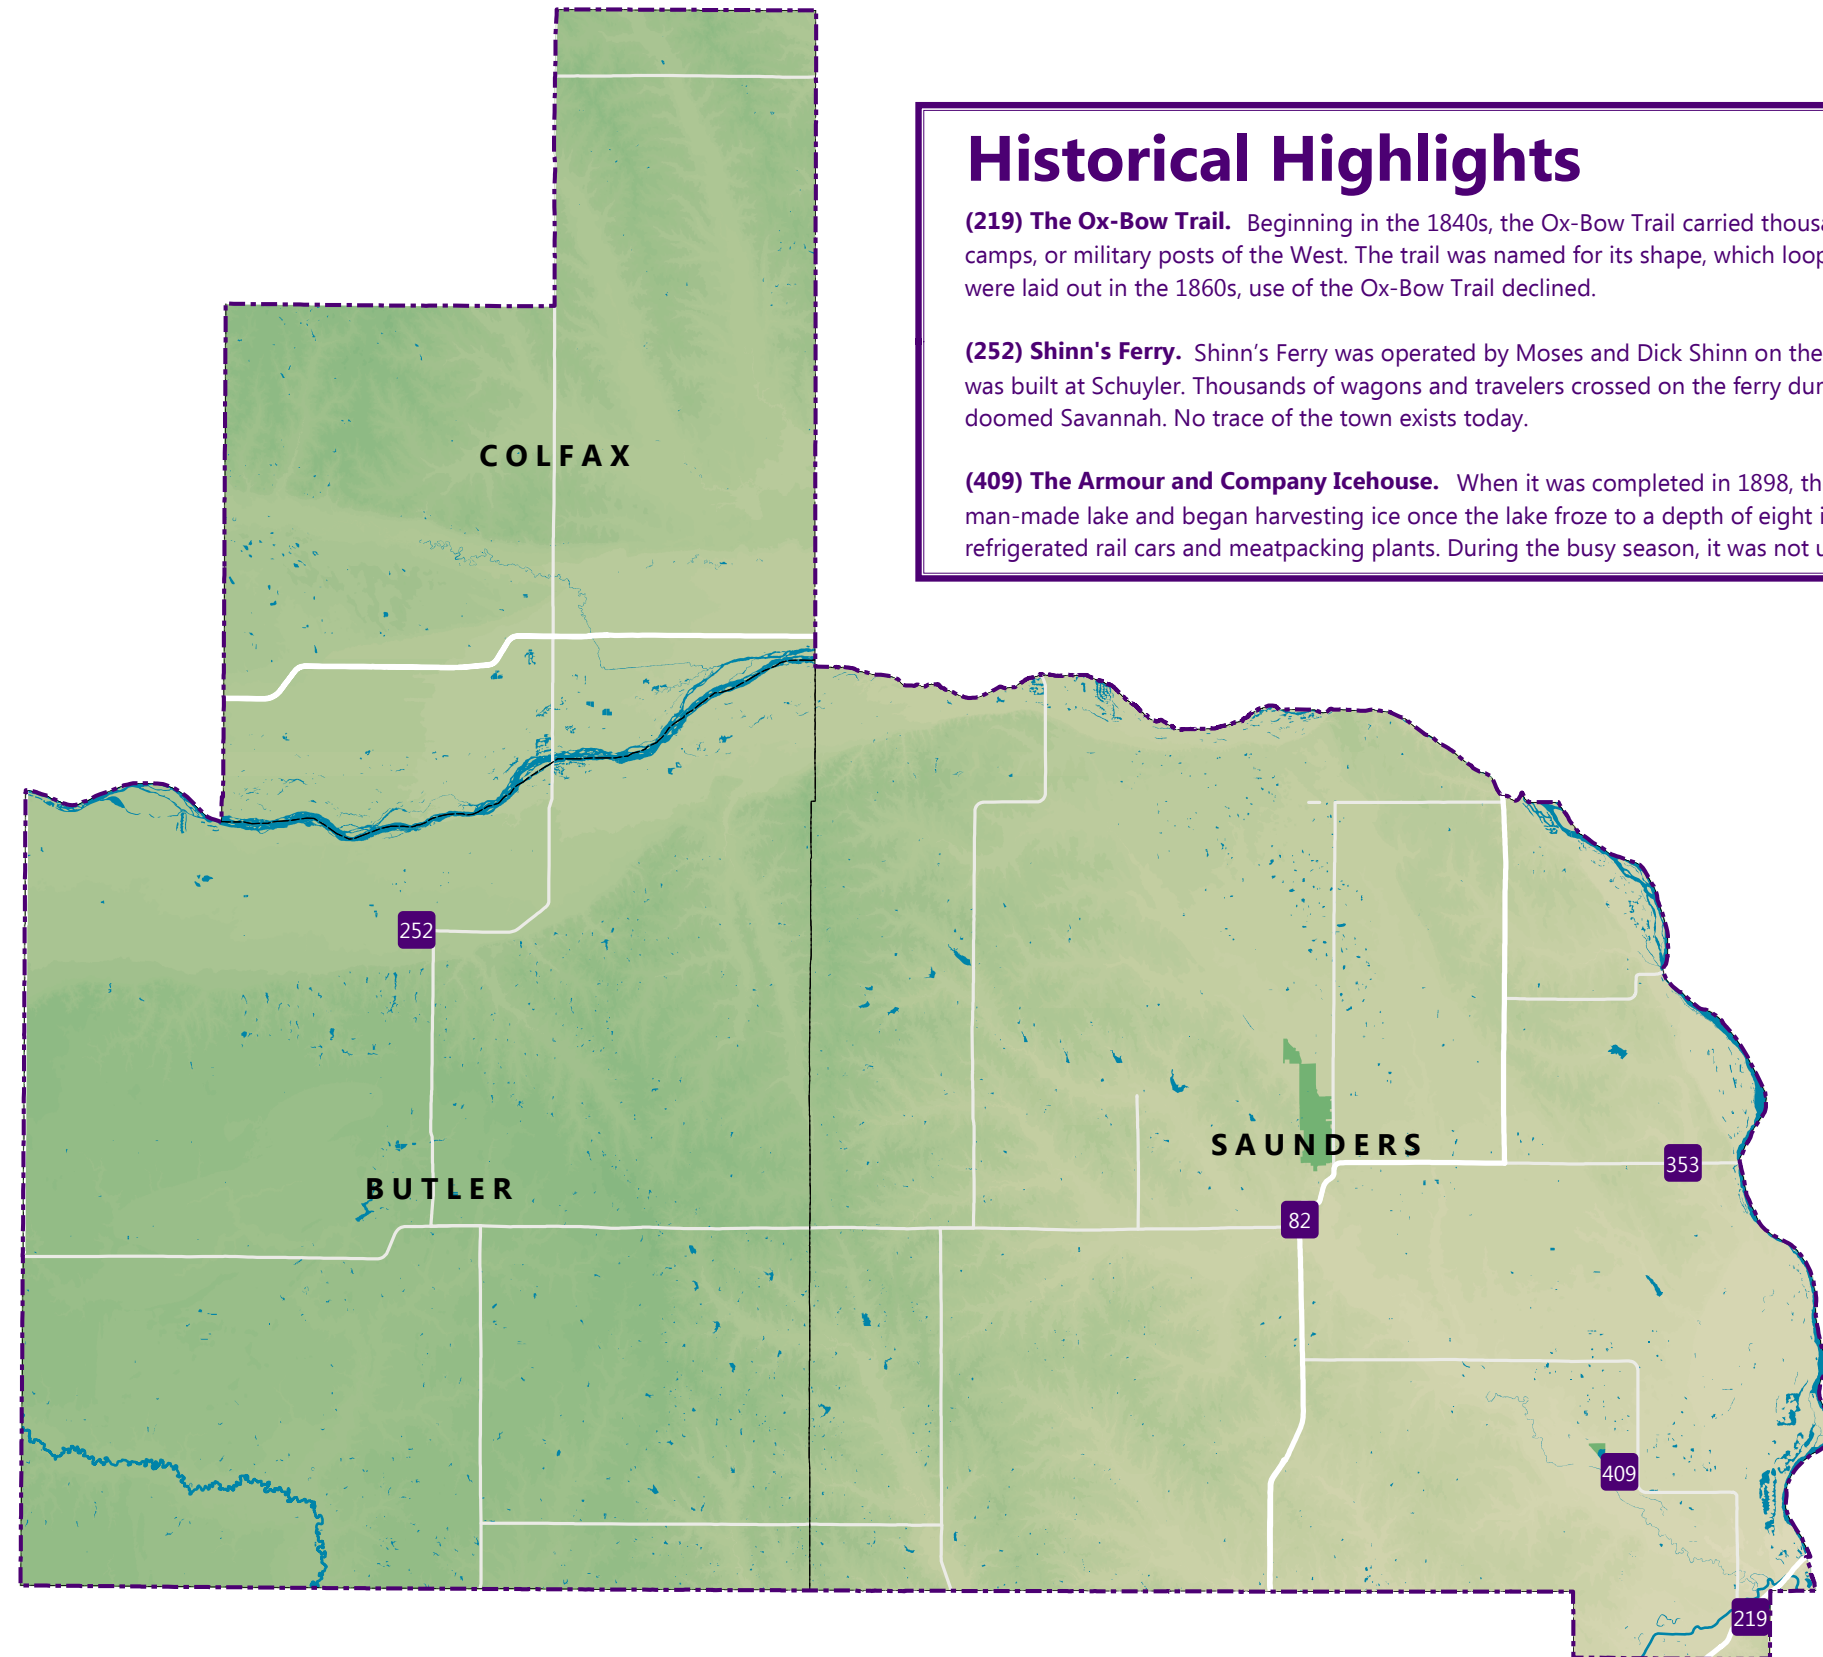 Historical Highlights
(219) The Ox-Bow Trail. Beginning in the 1840s, the Ox-Bow Trail carried
camps, or military posts of the West. The trail was named for its shape, which
were laid out in the 1860s, use of the Ox-Bow Trail declined.
(252) Shinn's Ferry. Shinn’s Ferry was operated by Moses and Dick Shinn on the
was built at Schuyler. Thousands of wagons and travelers crossed on the ferry
doomed Savannah. No trace of the town exists today.
(409) The Armour and Company Icehouse. When it was completed in 1898,
man-made lake and began harvesting ice once the lake froze to a depth of eight
refrigerated rail cars and meatpacking plants. During the busy season, it was not
COLFAX
252
SAUNDERS
353
BUTLER
82
409
219